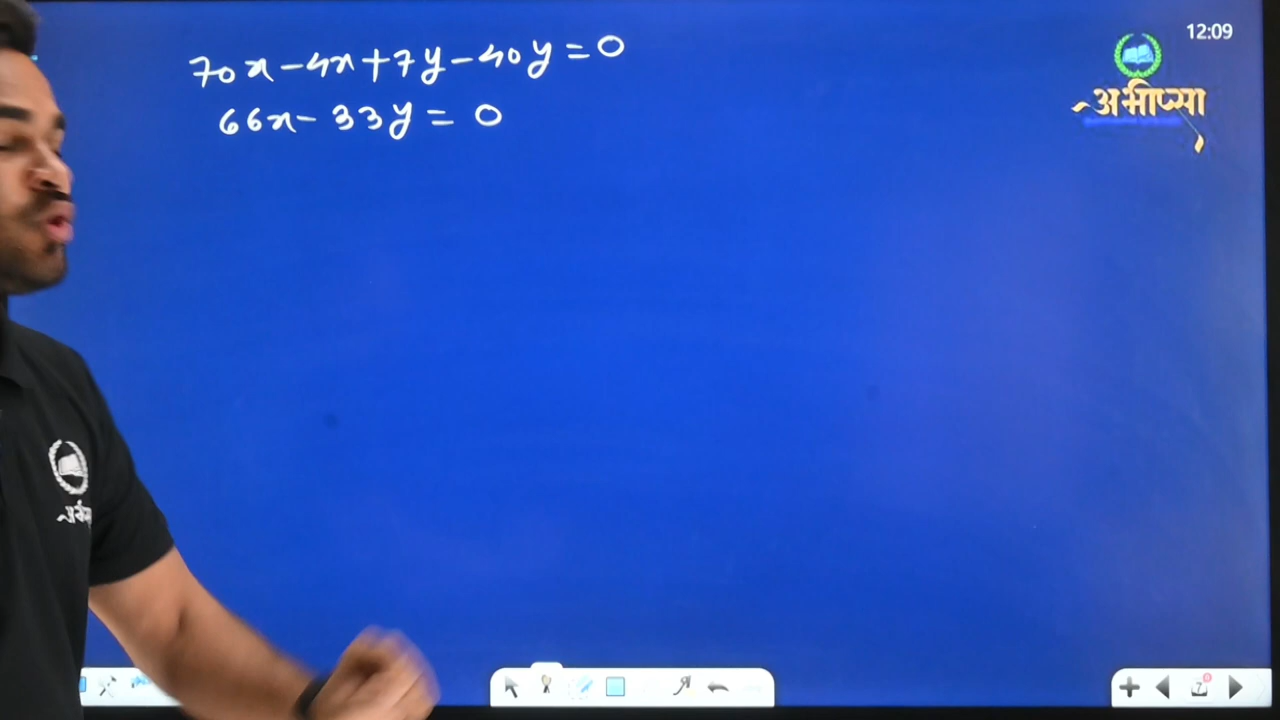 12:09
70x - 4x + 7y - 40y = 0
66x - 33y = 0
अभीप्सा